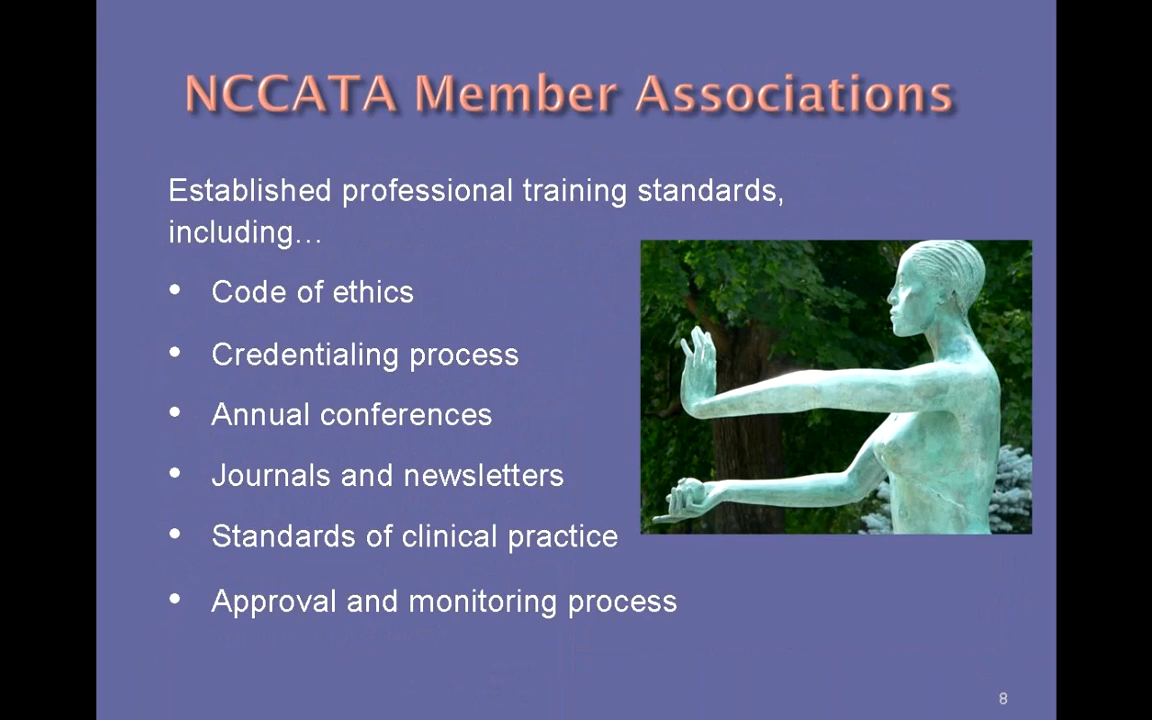 NCCATA Member Associations
Established professional training standards,
including…
• Code of ethics
• Credentialing process
• Annual conferences
• Journals and newsletters
• Standards of clinical practice
• Approval and monitoring process
8